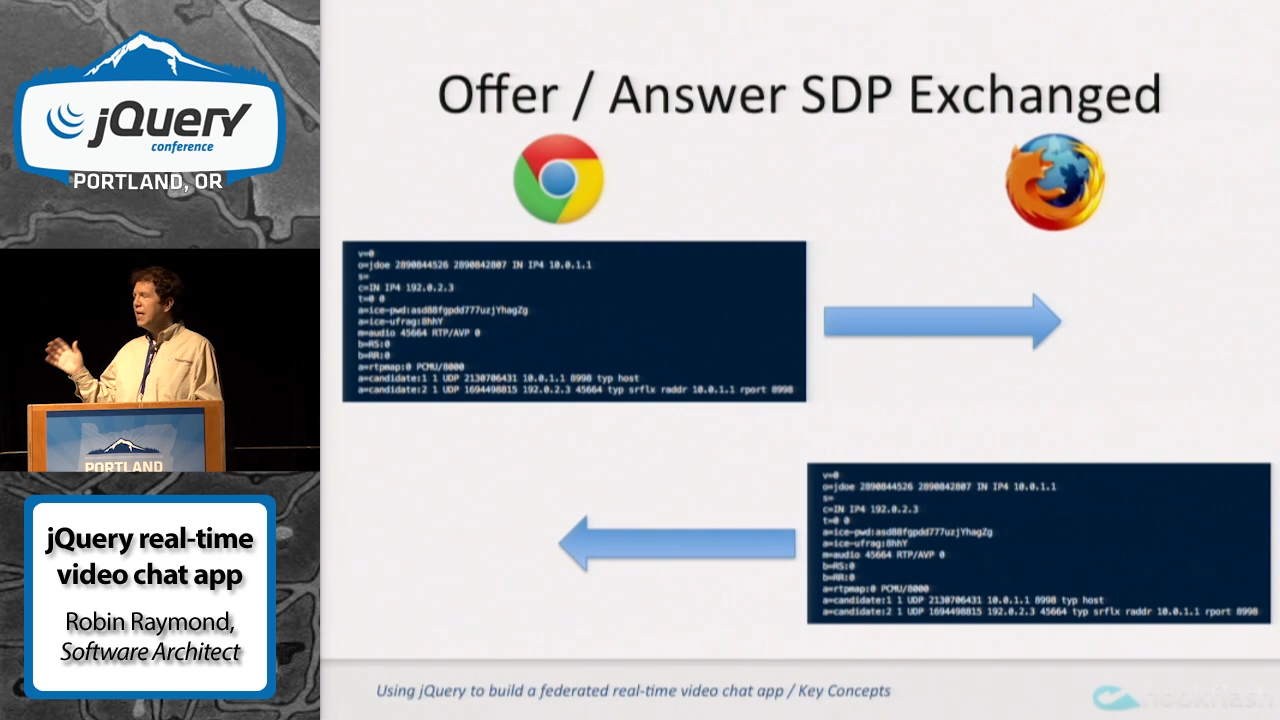 jQuery
conference
PORTLAND, OR
PORTLAND
jQuery real-time
video chat app
Robin Raymond,
Software Architect
Offer / Answer SDP Exchanged
v=0
o=jdoe 2890844526 2890842807 IN IP4 10.0.1.1
s=
c=IN IP4 192.0.2.3
t=0 0
a=ice-pwd:asd88fgpdd777uzjYhagZg
a=ice-ufrag:8hhY
m=audio 45664 RTP/AVP 0
b=RS:0
b=RR:0
a=rtpmap:0 PCMU/8000
a=candidate:1 1 UDP 2130706431 10.0.1.1 8998 typ host
a=candidate:2 1 UDP 1694498815 192.0.2.3 45664 typ srflx raddr 10.0.1.1 rport 8998
v=0
o=jdoe 2890844526 2890842807 IN IP4 10.0.1.1
s=
c=IN IP4 192.0.2.3
t=0 0
a=ice-pwd:asd88fgpdd777uzjYhagZg
a=ice-ufrag:8hhY
m=audio 45664 RTP/AVP 0
b=RS:0
b=RR:0
a=rtpmap:0 PCMU/8000
a=candidate:1 1 UDP 2130706431 10.0.1.1 8998 typ host
a=candidate:2 1 UDP 1694498815 192.0.2.3 45664 typ srflx raddr 10.0.1.1 rport 8998
Using jQuery to build a federated real-time video chat app / Key Concepts
hookflash